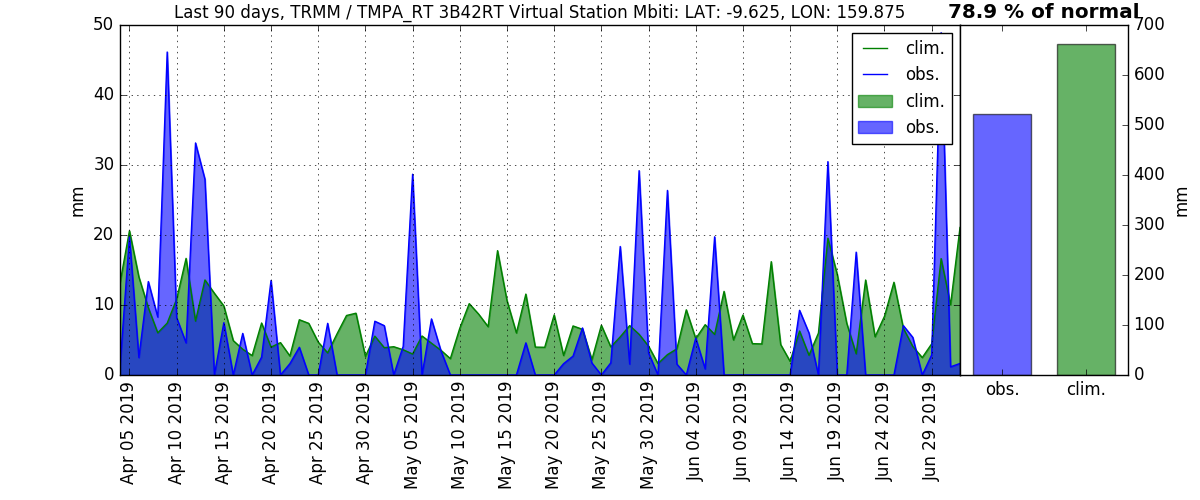 Last 90 days, TRMM / TMPA_RT 3B42RT Virtual Station Mbiti: LAT: -9.625, LON: 159.875
78.9 % of normal
mm
50
40
30
20
10
0
clim.
obs.
clim.
obs.
700
600
500
400
300
200
100
0
mm
Apr 05 2019
Apr 10 2019
Apr 15 2019
Apr 20 2019
Apr 25 2019
Apr 30 2019
May 05 2019
May 10 2019
May 15 2019
May 20 2019
May 25 2019
May 30 2019
Jun 04 2019
Jun 09 2019
Jun 14 2019
Jun 19 2019
Jun 24 2019
Jun 29 2019
obs.
clim.